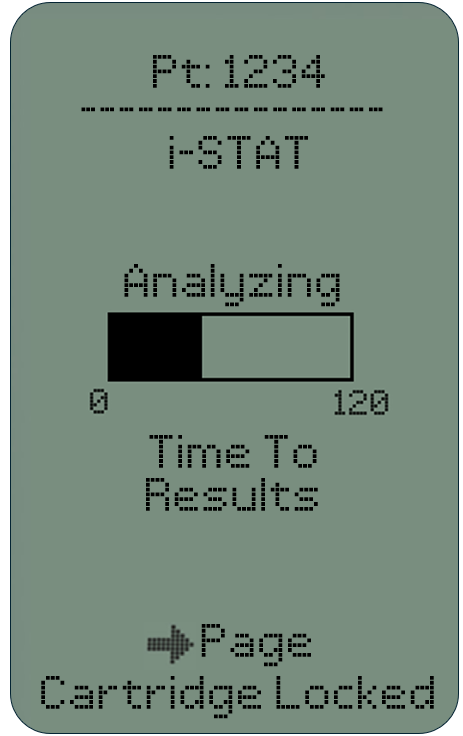 Pt: 1234
-----------------
i-STAT
Analyzing
0 120
Time To
Results
Page
Cartridge Locked